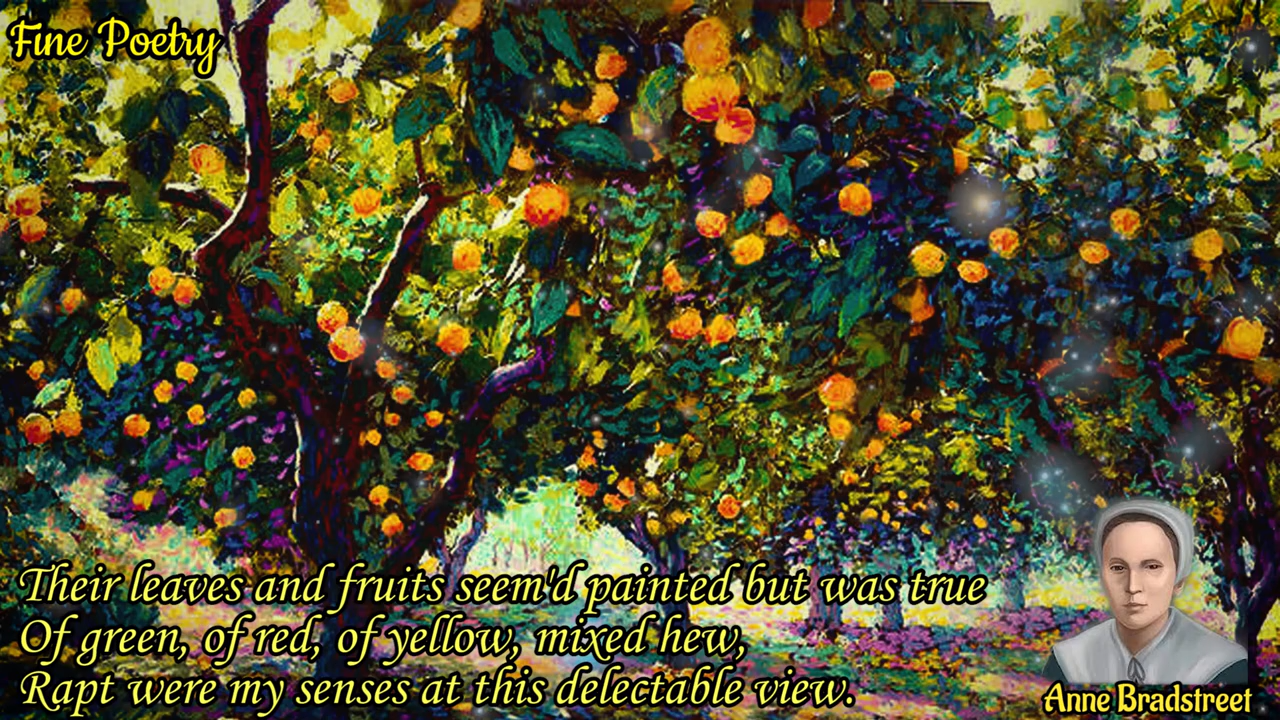 Fine Poetry
Their leaves and fruits seem'd painted but was true
Of green, of red, of yellow, mixed hew,
Rapt were my senses at this delectable view.
Anne Bradstreet